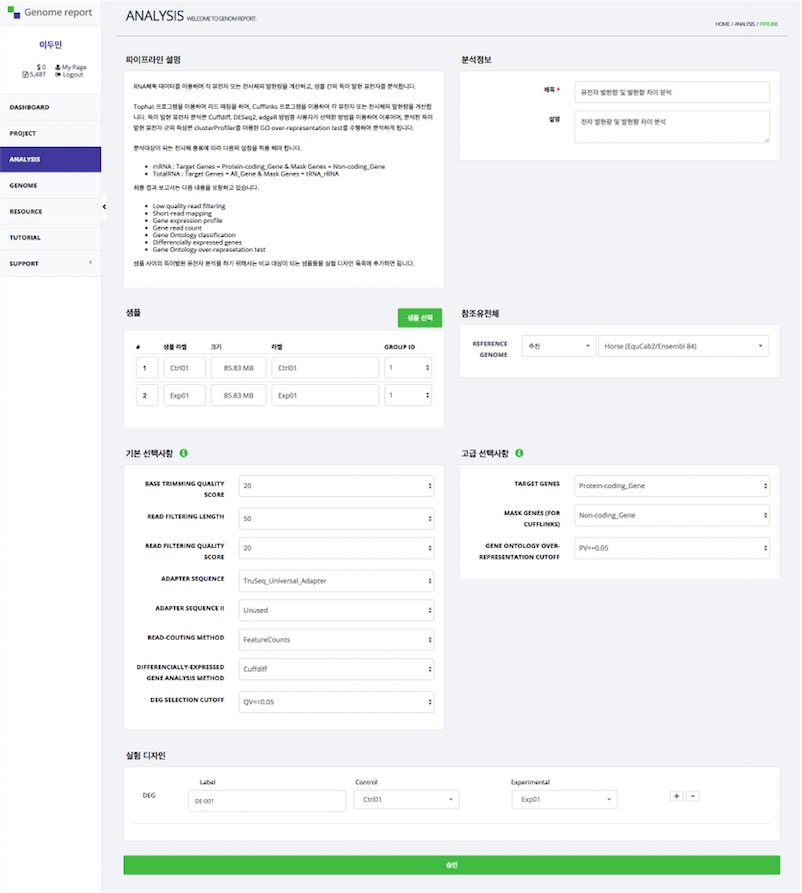 Genome report
이두민
$ 0
My Page
5,487
Logout
DASHBOARD
PROJECT
ANALYSIS
GENOME
RESOURCE
TUTORIAL
SUPPORT
ANALYSIS WELCOME TO GENOM REPORT.
HOME / ANALYSIS / PIPELINE
파이프라인 설명
RNA해독 데이터를 이용하여 각 유전자 또는 전사체의 발현량을 계산하고, 샘플 간의 특이 발현 유전자를 분석합니다.
Tophat 프로그램을 이용하여 리드 매핑을 하며, Cufflinks 프로그램을 이용하여 각 유전자 또는 전사체의 발현량을 계산합
니다. 특이 발현 유전자 분석은 Cuffdiff, DESeq2, edgeR 방법중 사용자가 선택한 방법을 이용하여 이루어며, 분석된 특이
발현 유전자 군의 특성은 clusterProfiler를 이용한 GO over-representation test를 수행하여 분석하게 됩니다.
분석대상이 되는 전사체 종류에 따라 다음의 설정을 적용 해야 합니다.
• mRNA : Target Genes = Protein-coding_Gene & Mask Genes = Non-coding_Gene
• TotalRNA : Target Genes = All_Gene & Mask Genes = tRNA_rRNA
최종 결과 보고서는 다음 내용을 포함하고 있습니다.
• Low quality read filtering
• Short-read mapping
• Gene expression profile
• Gene read count
• Gene Ontology classification
• Differencially expressed genes
• Gene Ontology over-represetation test
샘플 사이의 특이발현 유전자 분석을 하기 위해서는 비교 대상이 되는 샘플들을 실험 디자인 목록에 추가하면 됩니다.
분석정보
제목 *
유전자 발현량 및 발현량 차이 분석
설명
전자 발현량 및 발현량 차이 분석
샘플
샘플 선택
# 샘플 라벨 크기 라벨 GROUP ID
1 Ctrl01 85.83 MB Ctrl01 1
2 Exp01 85.83 MB Exp01 1
참조유전체
REFERENCE
GENOME
추천
Horse (EquCab2/Ensembl 84)
기본 선택사항
BASE TRIMMING QUALITY
SCORE
20
READ FILTERING LENGTH
50
READ FILTERING QUALITY
SCORE
20
ADAPTER SEQUENCE
TruSeq_Universal_Adapter
ADAPTER SEQUENCE II
Unused
READ-COUTING METHOD
FeatureCounts
DIFFERENCIALLY-EXPRESSED
GENE ANALYSIS METHOD
Cuffdiff
DEG SELECTION CUTOFF
QV<=0.05
고급 선택사항
TARGET GENES
Protein-coding_Gene
MASK GENES (FOR
CUFFLINKS)
Non-coding_Gene
GENE ONTOLOGY OVER-
REPRESENTATION CUTOFF
PV<=0.05
실험 디자인
Label Control Experimental
DEG DE-001 Ctrl01 Exp01 + −
승인